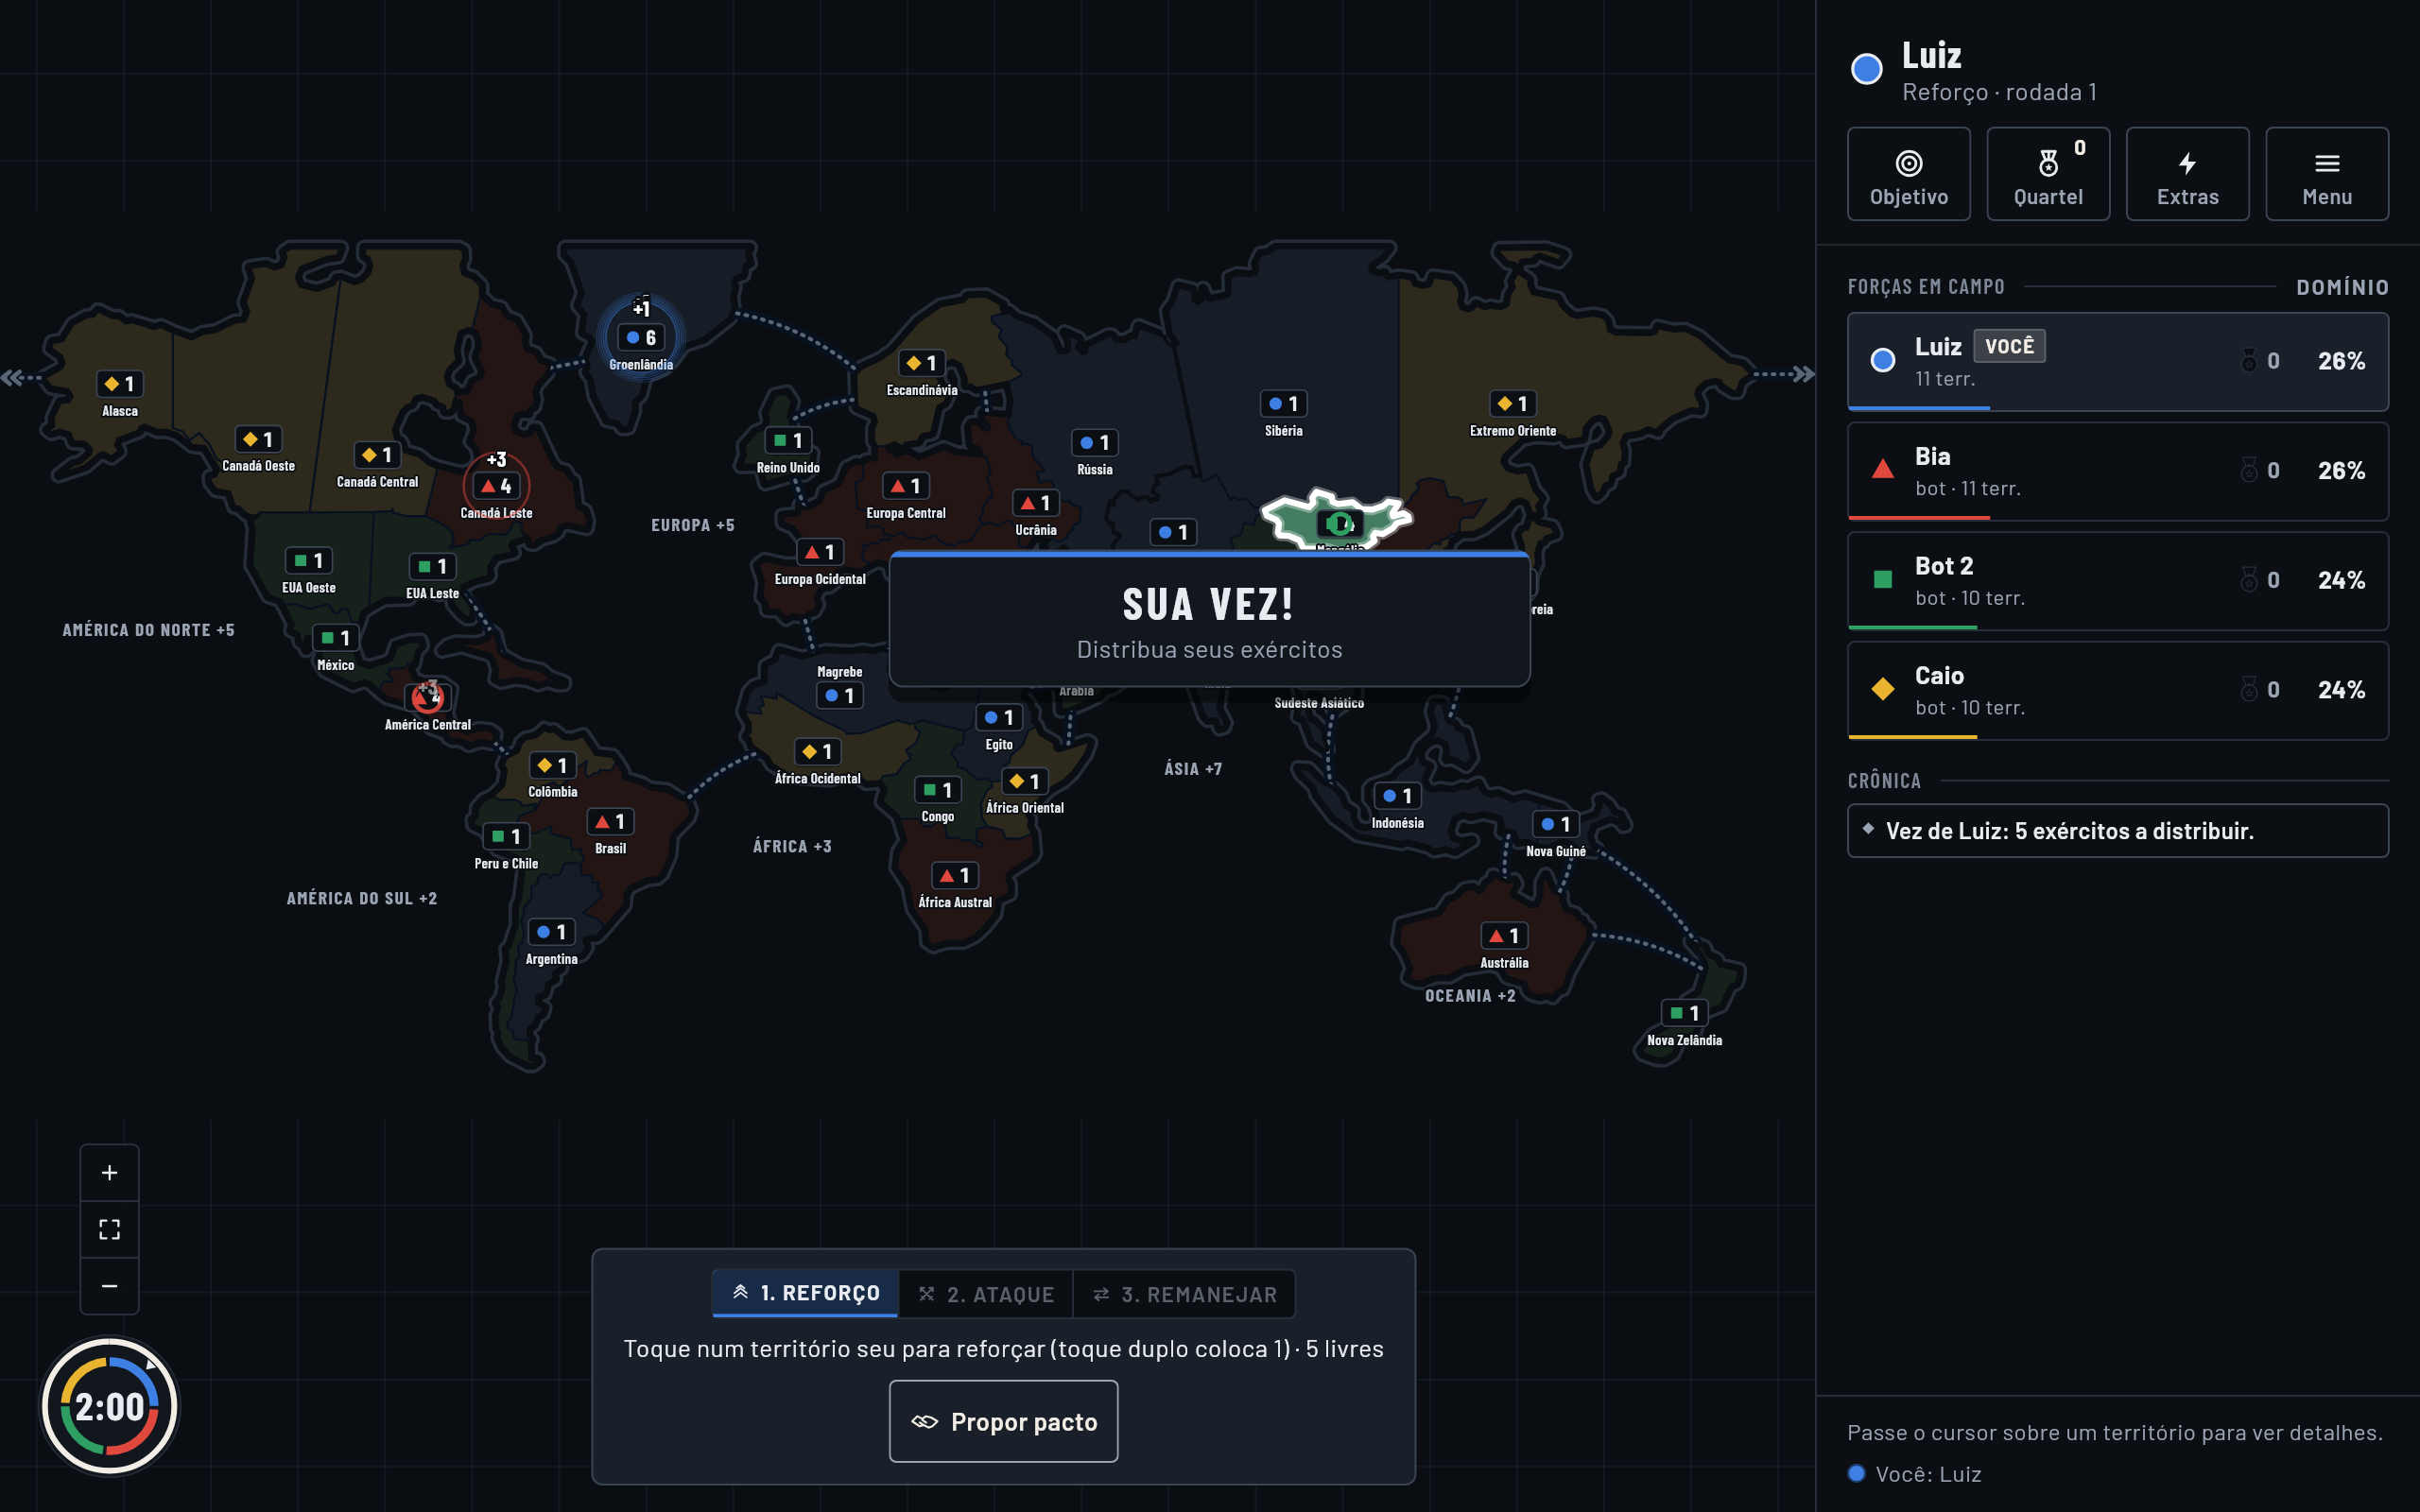 Luiz
Reforço · rodada 1
Objetivo
0
Quartel
Extras
Menu
FORÇAS EM CAMPO
DOMÍNIO
Luiz VOCÊ
11 terr.
0
26%
Bia
bot · 11 terr.
0
26%
Bot 2
bot · 10 terr.
0
24%
Caio
bot · 10 terr.
0
24%
CRÔNICA
Vez de Luiz: 5 exércitos a distribuir.
Passe o cursor sobre um território para ver detalhes.
Você: Luiz
+1
6
Groenlândia
1
Alasca
1
Canadá Oeste
1
Canadá Central
+3
4
Canadá Leste
1
EUA Oeste
1
EUA Leste
1
México
+3
4
América Central
AMÉRICA DO NORTE +5
1
Colômbia
1
Brasil
1
Peru e Chile
1
Argentina
AMÉRICA DO SUL +2
1
Escandinávia
1
Reino Unido
1
Europa Central
1
Ucrânia
1
Rússia
1
Europa Ocidental
EUROPA +5
1
Sibéria
1
Extremo Oriente
1
Sudeste Asiático
ÁSIA +7
Magrebe
1
1
Egito
1
África Ocidental
1
Congo
1
África Oriental
1
África Austral
ÁFRICA +3
1
Indonésia
1
Nova Guiné
1
Austrália
OCEANIA +2
1
Nova Zelândia
SUA VEZ!
Distribua seus exércitos
+
−
2:00
1. REFORÇO
2. ATAQUE
3. REMANEJAR
Toque num território seu para reforçar (toque duplo coloca 1) · 5 livres
Propor pacto